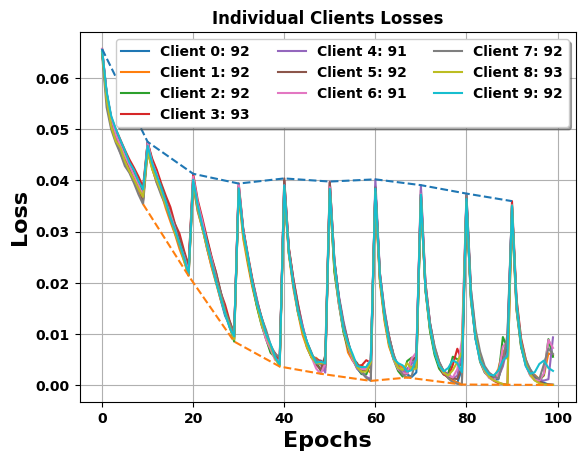 Individual Clients Losses
Client 0: 92 Client 4: 91 Client 7: 92
Client 1: 92 Client 5: 92 Client 8: 93
Client 2: 92 Client 6: 91 Client 9: 92
Client 3: 93
Loss
0.06
0.05
0.04
0.03
0.02
0.01
0.00
0 20 40 60 80 100
Epochs